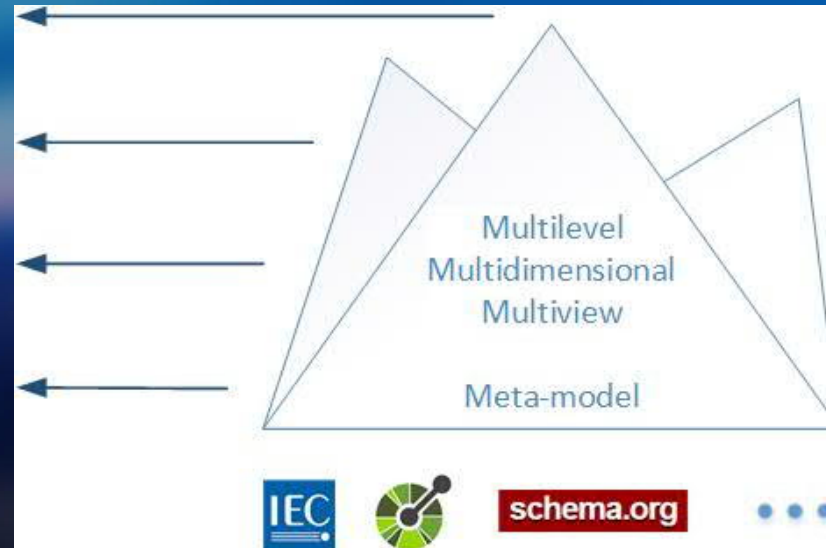 Multilevel
Multidimensional
Multiview
Meta-model
IEC
schema.org